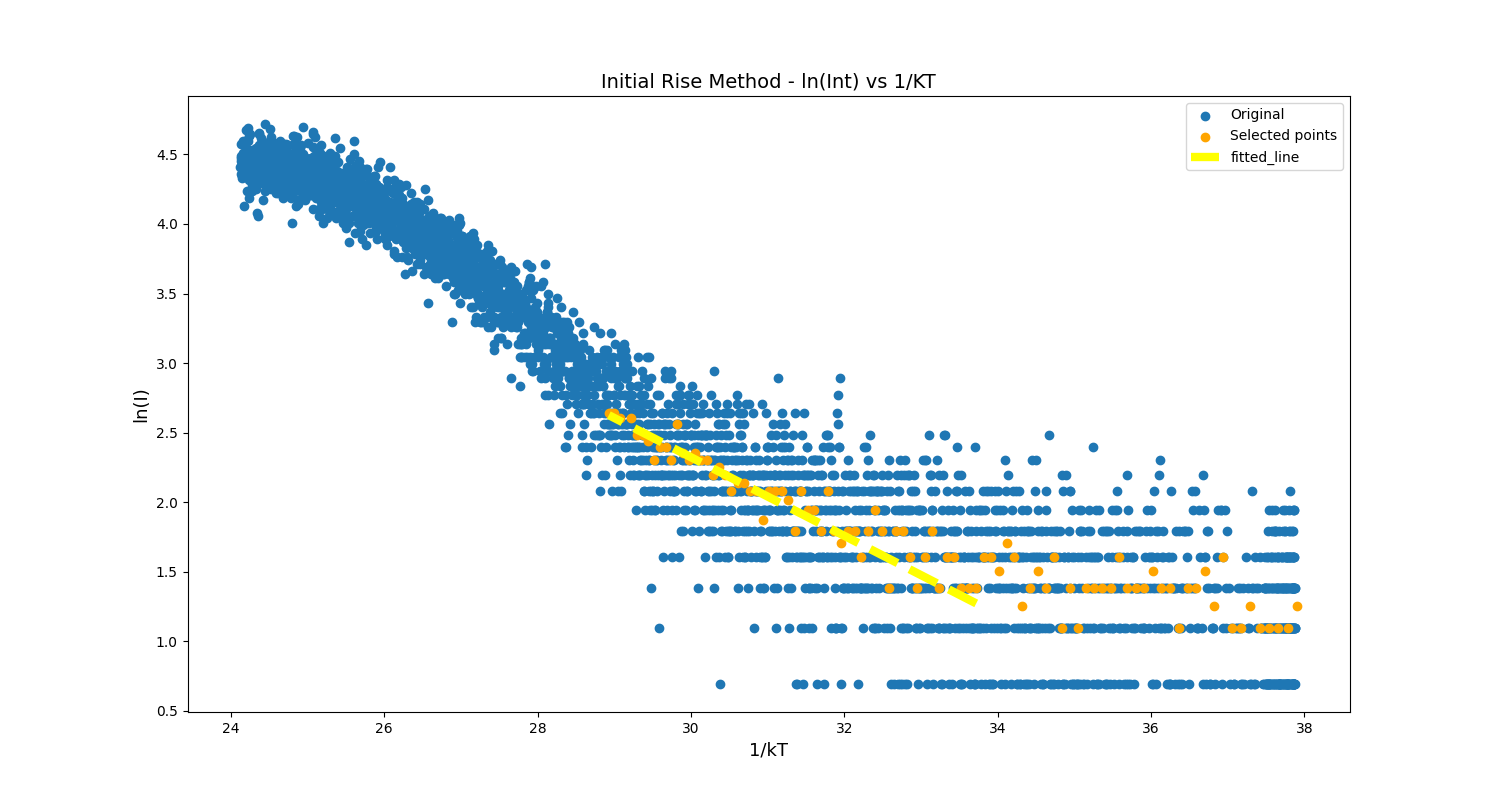 Initial Rise Method - ln(Int) vs 1/KT
Original
Selected points
fitted_line
ln(I)
4.5
4.0
3.5
3.0
2.5
2.0
1.5
1.0
0.5
24 26 28 30 32 34 36 38
1/kT